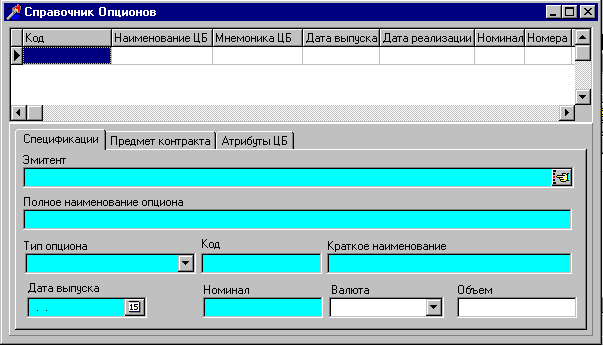 Справочник Опционов
Код Наименование ЦБ Мнемоника ЦБ Дата выпуска Дата реализации Номинал Номера
Спецификации Предмет контракта Атрибуты ЦБ
Эмитент
Полное наименование опциона
Тип опциона Код Краткое наименование
Дата выпуска Номинал Валюта Объем
. . 15